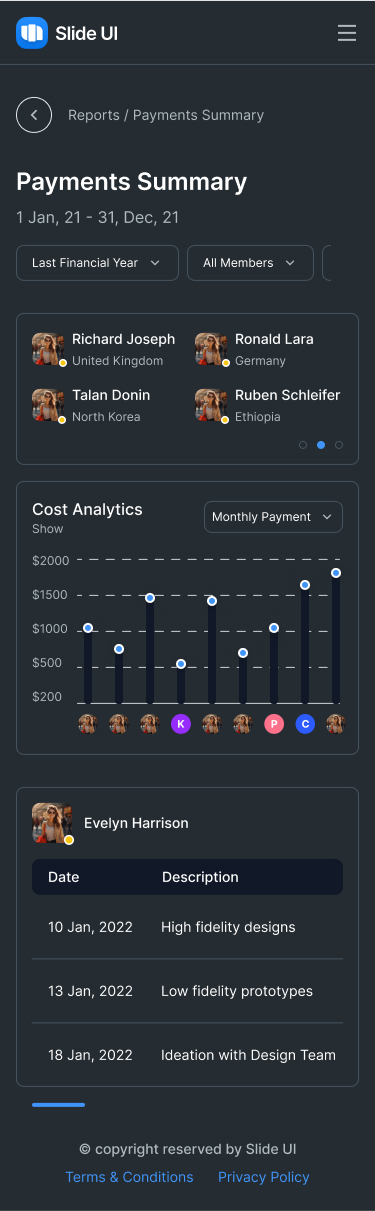 Slide UI
Reports / Payments Summary
Payments Summary
1 Jan, 21 - 31, Dec, 21
Last Financial Year
All Members
Richard Joseph
United Kingdom
Ronald Lara
Germany
Talan Donin
North Korea
Ruben Schleifer
Ethiopia
Cost Analytics
Show
Monthly Payment
$2000
$1500
$1000
$500
$200
K
P
C
Evelyn Harrison
Date Description
10 Jan, 2022 High fidelity designs
13 Jan, 2022 Low fidelity prototypes
18 Jan, 2022 Ideation with Design Team
© copyright reserved by Slide UI
Terms & Conditions Privacy Policy